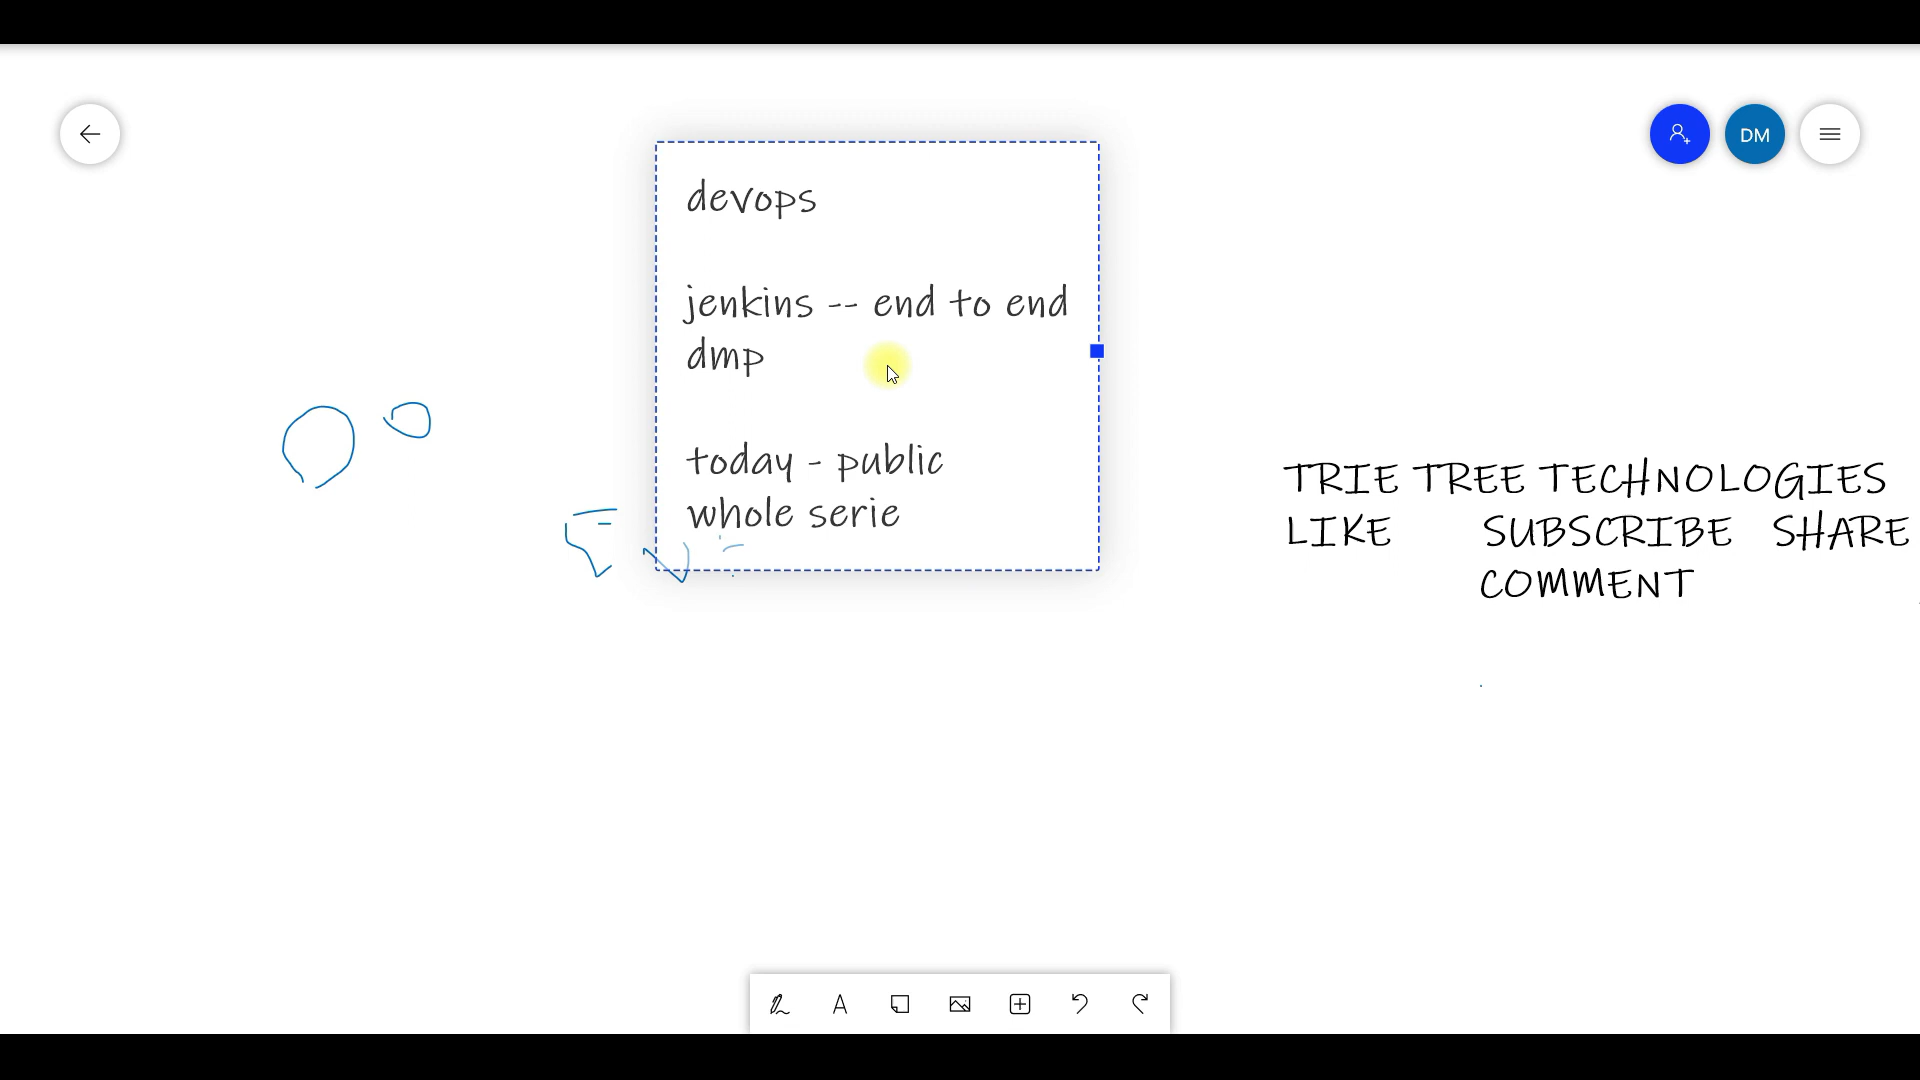 DM
devops
jenkins -- end to end
dmp
today - public
whole serie
TRIE TREE TECHNOLOGIES
LIKE SUBSCRIBE SHARE
COMMENT